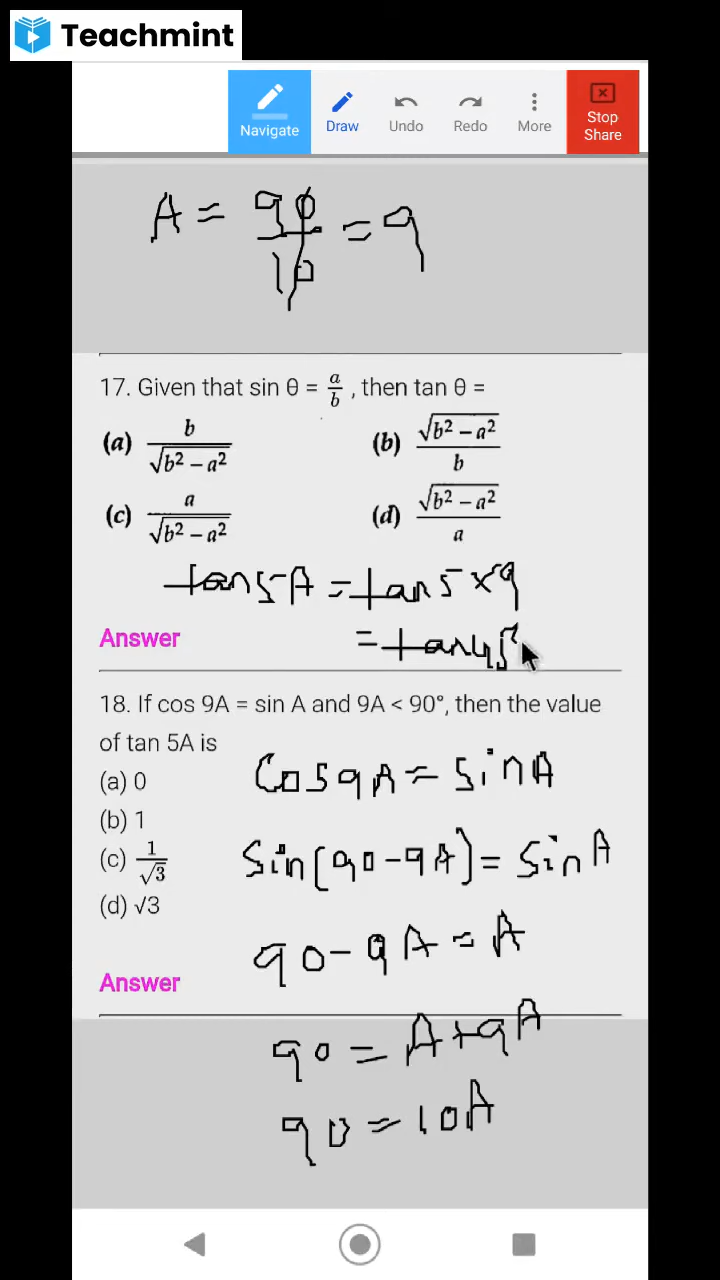 Teachmint
Navigate Draw Undo Redo More Stop Share
A = 90/10 = 9
17. Given that sin θ = a/b , then tan θ =
(a) b/√(b² − a²) (b) √(b² − a²)/b
(c) a/√(b² − a²) (d) √(b² − a²)/a
tan 5A = tan 5 × 9
Answer = tan 45
18. If cos 9A = sin A and 9A < 90°, then the value
of tan 5A is
(a) 0 Cos 9A = Sin A
(b) 1
(c) 1/√3 Sin(90 - 9A) = Sin A
(d) √3
90 - 9A = A
Answer
90 = A + 9A
90 = 10A